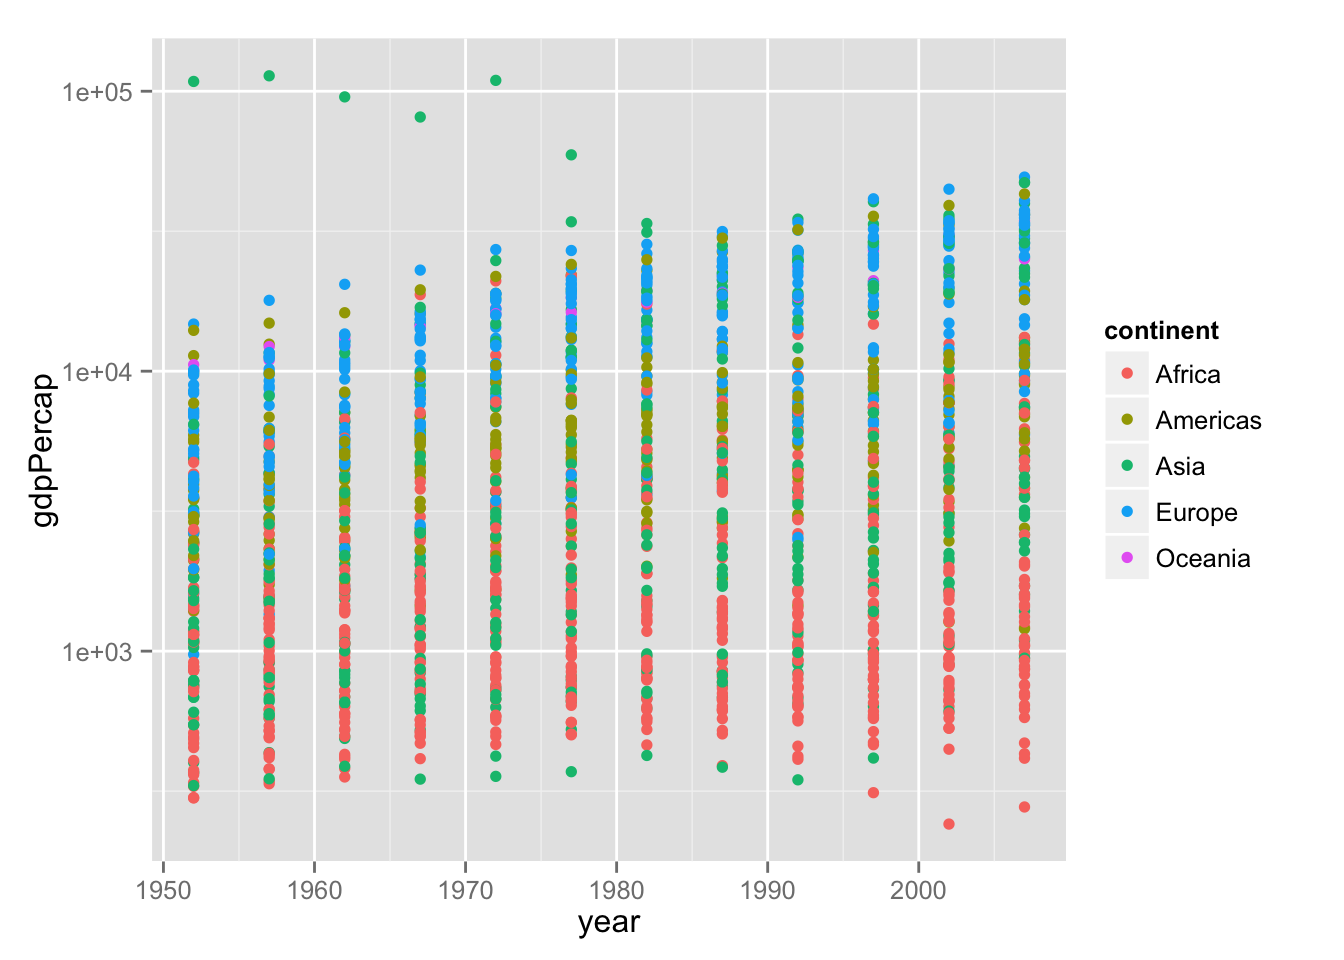 1e+05
1e+04
1e+03
gdpPercap
1950 1960 1970 1980 1990 2000
year
continent
Africa
Americas
Asia
Europe
Oceania